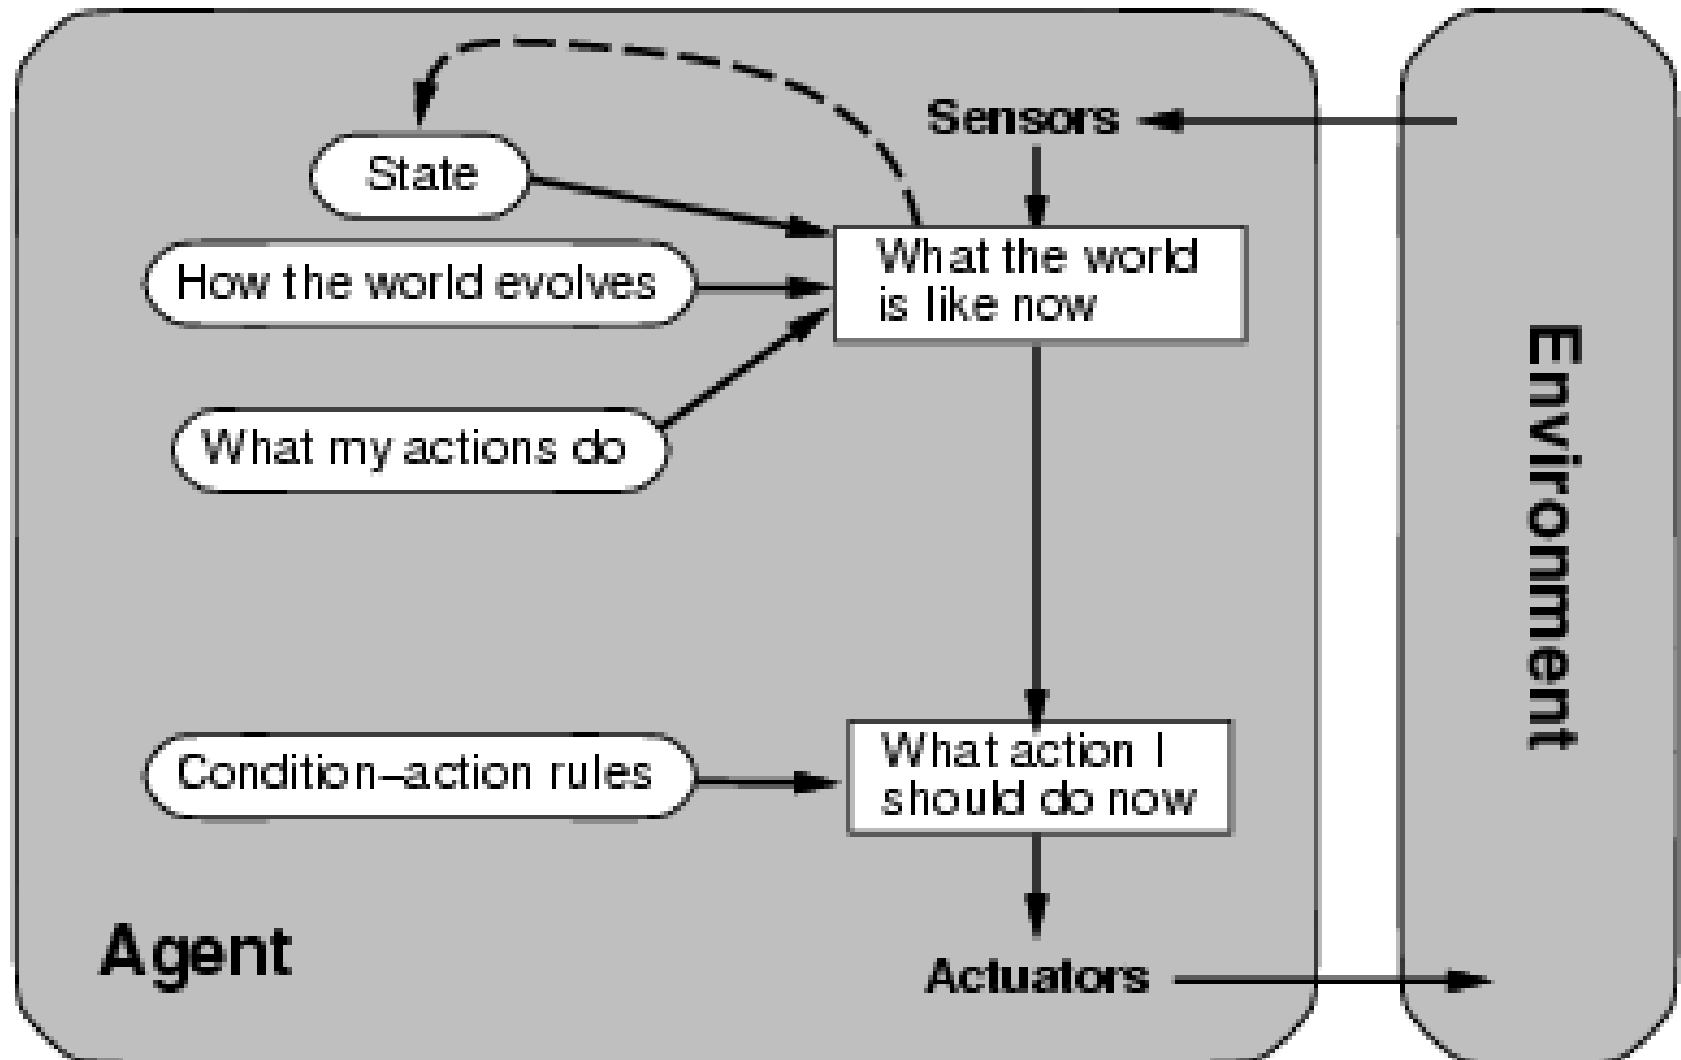 Sensors
State
What the world
is like now
How the world evolves
What my actions do
Condition–action rules
What action I
should do now
Agent
Actuators
Environment